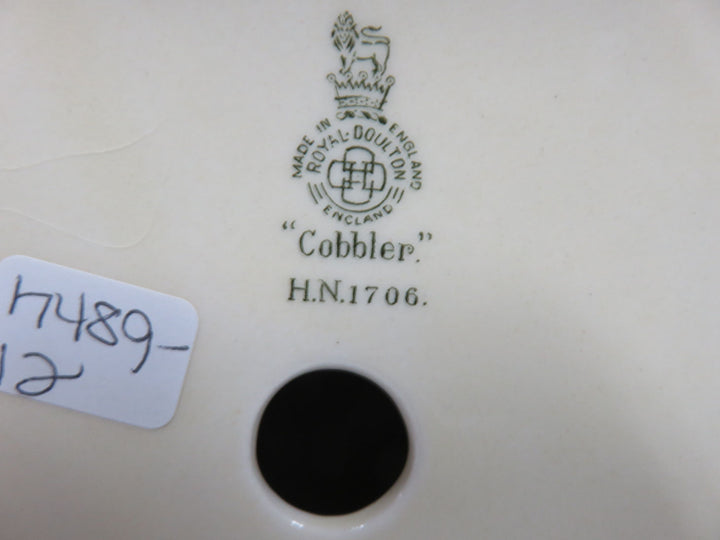 MADE IN ENGLAND
ROYAL·DOULTON
ENGLAND
"Cobbler."
H.N.1706.
7489-
12